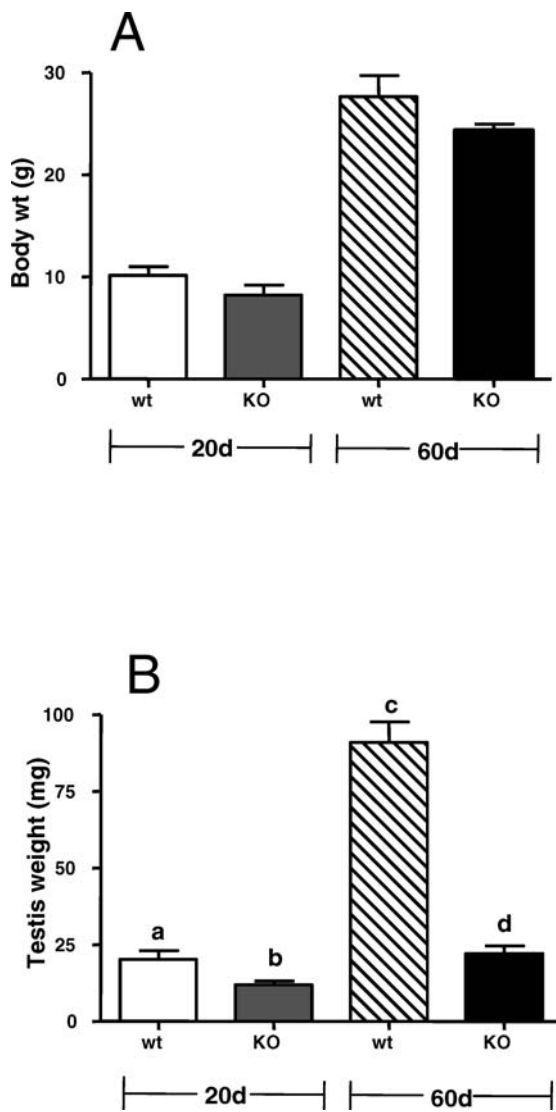 A
Body wt (g)
30
20
10
0
wt KO wt KO
20d 60d
B
Testis weight (mg)
100
75
50
25
0
a b c d
wt KO wt KO
20d 60d